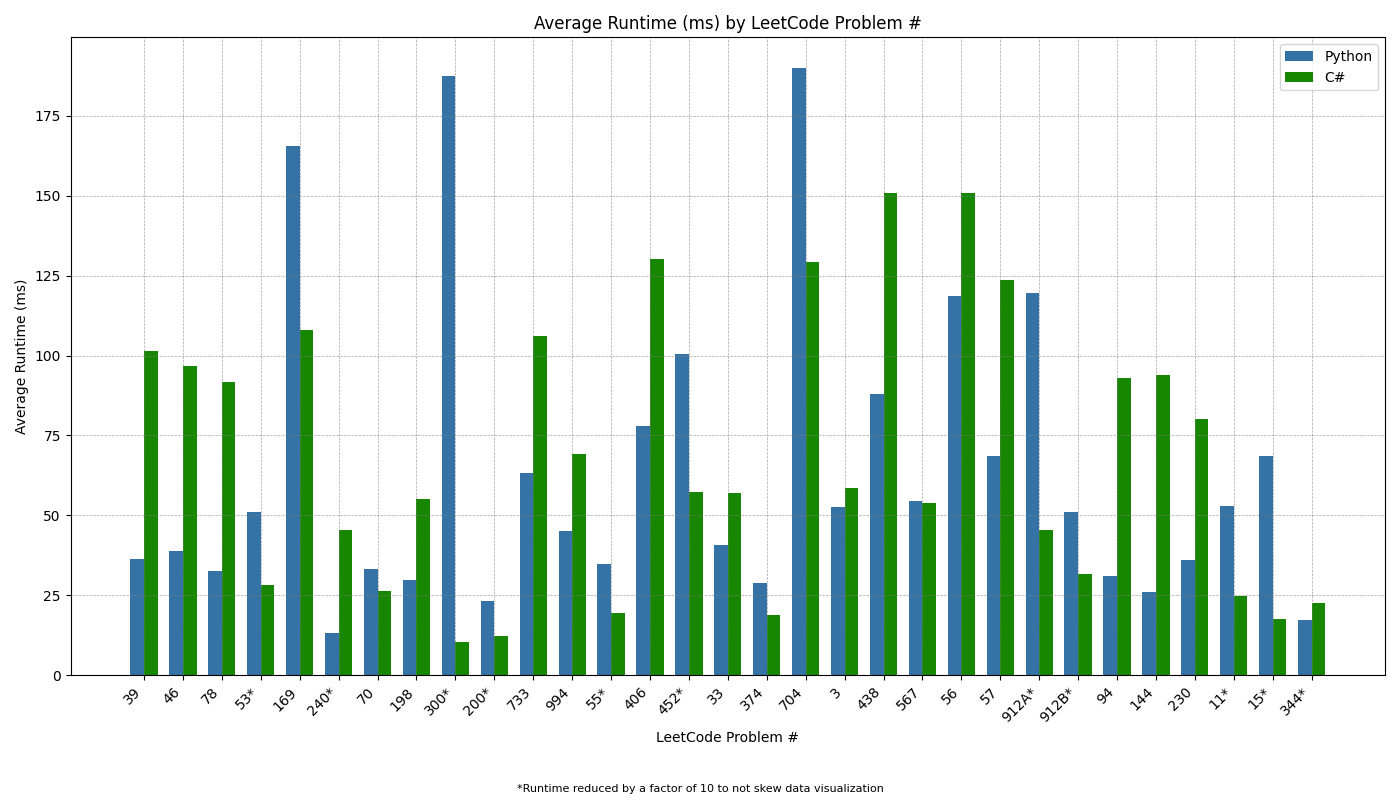 Average Runtime (ms) by LeetCode Problem #
Python
C#
175
150
125
100
75
50
25
0
Average Runtime (ms)
39 46 78 53* 169 240* 70 198 300* 200* 733 994 55* 406 452* 33 374 704 3 438 567 56 57 912A* 912B* 94 144 230 11* 15* 344*
LeetCode Problem #
*Runtime reduced by a factor of 10 to not skew data visualization